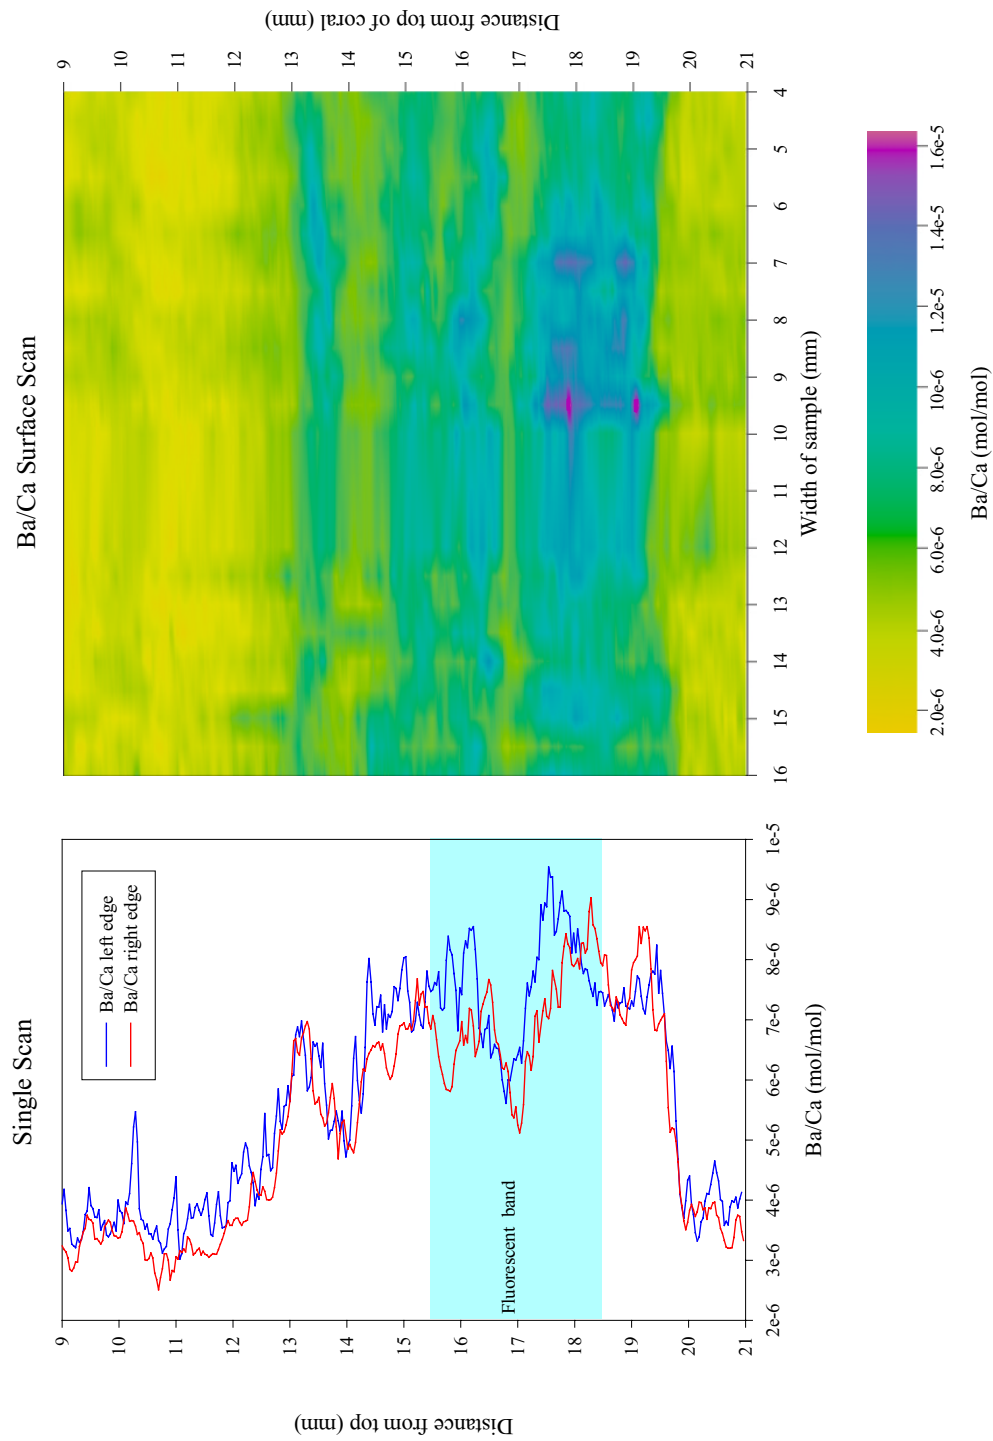 Ba/Ca Surface Scan
Distance from top of coral (mm)
9
10
11
12
13
14
15
16
17
18
19
20
21
4
5
6
7
8
9
10
11
12
13
14
15
16
Width of sample (mm)
1.6e-5
1.4e-5
1.2e-5
10e-6
8.0e-6
6.0e-6
4.0e-6
2.0e-6
Ba/Ca (mol/mol)
Single Scan
Ba/Ca left edge
Ba/Ca right edge
Fluorescent band
1e-5
9e-6
8e-6
7e-6
6e-6
5e-6
4e-6
3e-6
2e-6
Ba/Ca (mol/mol)
9
10
11
12
13
14
15
16
17
18
19
20
21
Distance from top (mm)